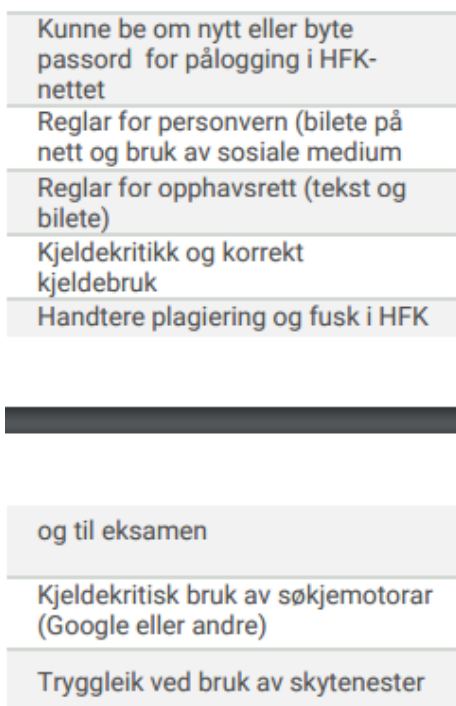 Kunne be om nytt eller byte
passord  for pålogging i HFK-
nettet
Reglar for personvern (bilete på
nett og bruk av sosiale medium
Reglar for opphavsrett (tekst og
bilete)
Kjeldekritikk og korrekt
kjeldebruk
Handtere plagiering og fusk i HFK
og til eksamen
Kjeldekritisk bruk av søkjemotorar
(Google eller andre)
Tryggleik ved bruk av skytenester